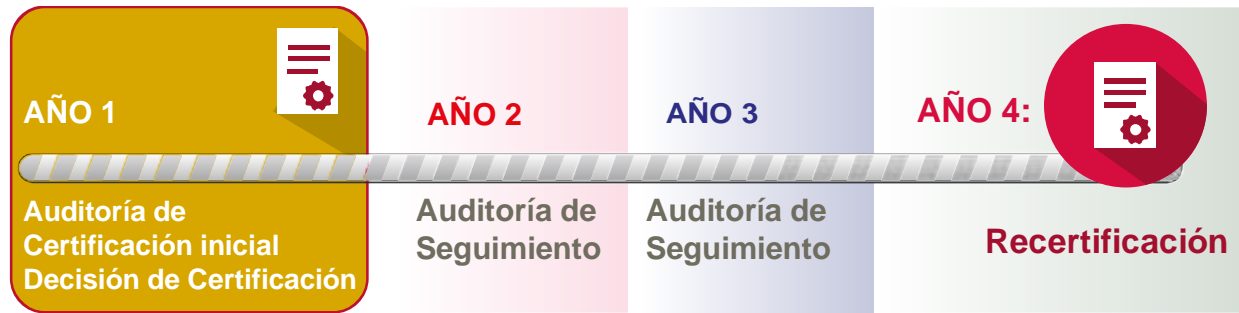 AÑO 1
Auditoría de
Certificación inicial
Decisión de Certificación
AÑO 2
Auditoría de
Seguimiento
AÑO 3
Auditoría de
Seguimiento
AÑO 4:
Recertificación